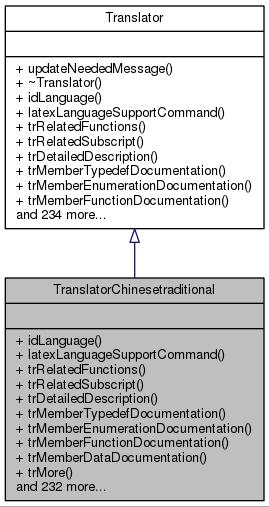 Translator
+ updateNeededMessage()
+ ~Translator()
+ idLanguage()
+ latexLanguageSupportCommand()
+ trRelatedFunctions()
+ trRelatedSubscript()
+ trDetailedDescription()
+ trMemberTypedefDocumentation()
+ trMemberEnumerationDocumentation()
+ trMemberFunctionDocumentation()
and 234 more...
TranslatorChinesetraditional
+ idLanguage()
+ latexLanguageSupportCommand()
+ trRelatedFunctions()
+ trRelatedSubscript()
+ trDetailedDescription()
+ trMemberTypedefDocumentation()
+ trMemberEnumerationDocumentation()
+ trMemberFunctionDocumentation()
+ trMemberDataDocumentation()
+ trMore()
and 232 more...